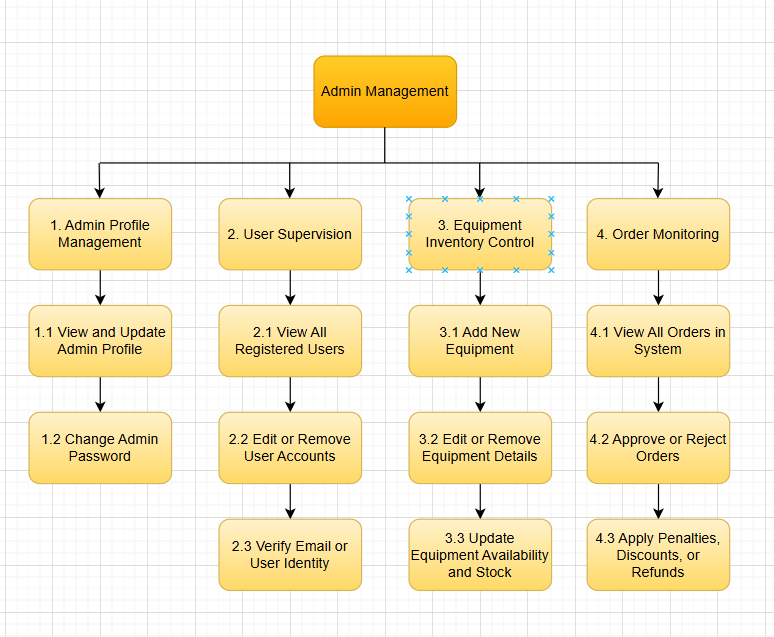 Admin Management
1. Admin Profile
Management
2. User Supervision
3. Equipment
Inventory Control
4. Order Monitoring
1.1 View and Update
Admin Profile
2.1 View All
Registered Users
3.1 Add New
Equipment
4.1 View All Orders in
System
1.2 Change Admin
Password
2.2 Edit or Remove
User Accounts
3.2 Edit or Remove
Equipment Details
4.2 Approve or Reject
Orders
2.3 Verify Email or
User Identity
3.3 Update
Equipment Availability
and Stock
4.3 Apply Penalties,
Discounts, or
Refunds